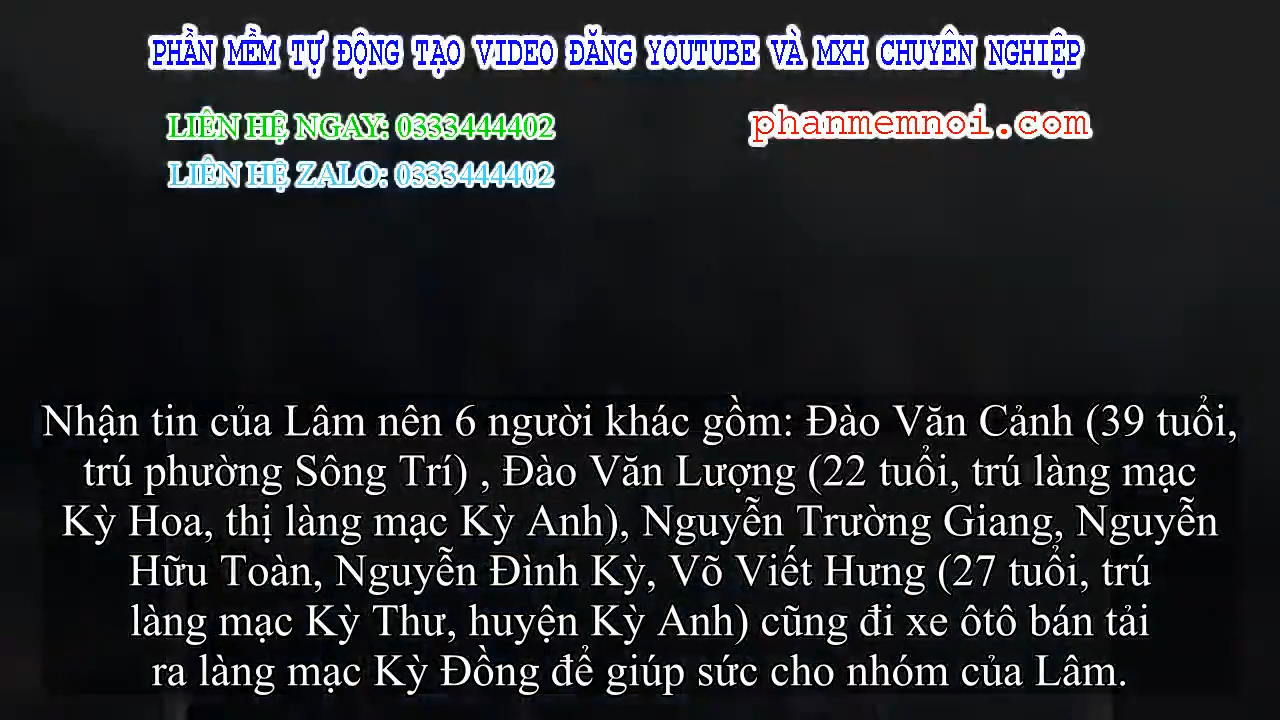 PHẦN MỀM TỰ ĐỘNG TẠO VIDEO ĐĂNG YOUTUBE VÀ MXH CHUYÊN NGHIỆP
LIÊN HỆ NGAY: 0333444402
phanmemnoi.com
LIÊN HỆ ZALO: 0333444402
Nhận tin của Lâm nên 6 người khác gồm: Đào Văn Cảnh (39 tuổi,
trú phường Sông Trí) , Đào Văn Lượng (22 tuổi, trú làng mạc
Kỳ Hoa, thị làng mạc Kỳ Anh), Nguyễn Trường Giang, Nguyễn
Hữu Toàn, Nguyễn Đình Kỳ, Võ Viết Hưng (27 tuổi, trú
làng mạc Kỳ Thư, huyện Kỳ Anh) cũng đi xe ôtô bán tải
ra làng mạc Kỳ Đồng để giúp sức cho nhóm của Lâm.